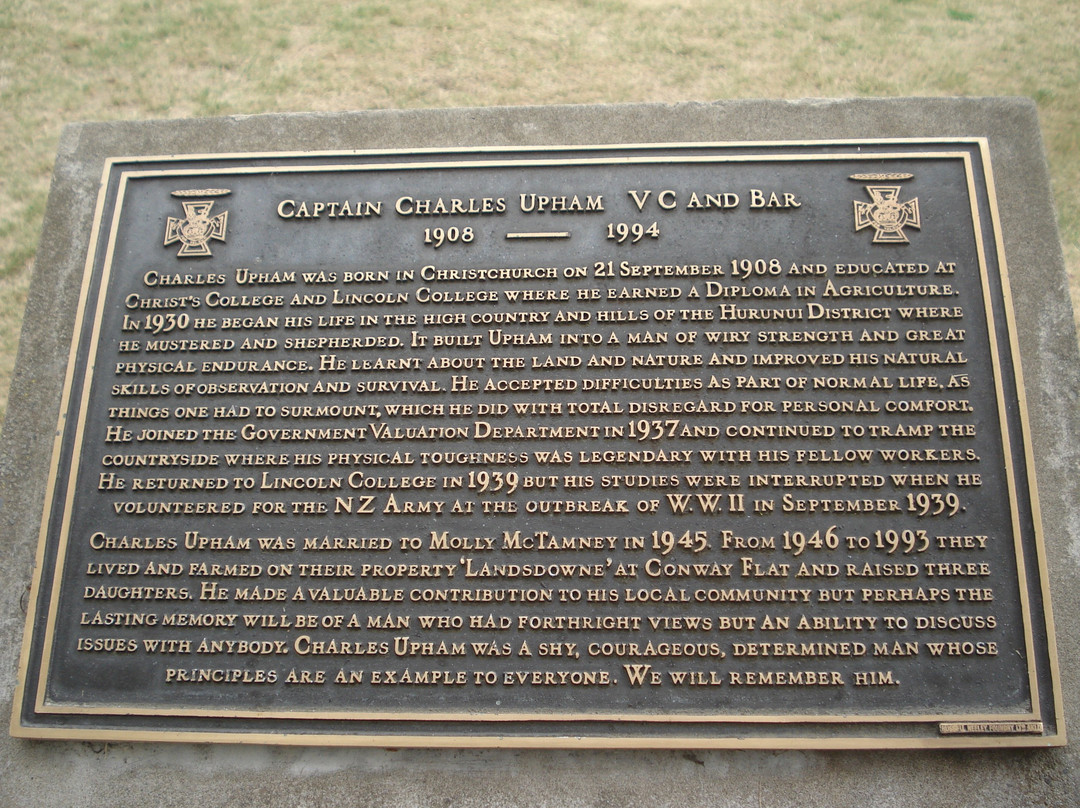 CAPTAIN CHARLES UPHAM V C AND BAR
1908 — 1994
CHARLES UPHAM WAS BORN IN CHRISTCHURCH ON 21 SEPTEMBER 1908 AND EDUCATED AT
CHRIST'S COLLEGE AND LINCOLN COLLEGE WHERE HE EARNED A DIPLOMA IN AGRICULTURE.
IN 1930 HE BEGAN HIS LIFE IN THE HIGH COUNTRY AND HILLS OF THE HURUNUI DISTRICT WHERE
HE MUSTERED AND SHEPHERDED. IT BUILT UPHAM INTO A MAN OF WIRY STRENGTH AND GREAT
PHYSICAL ENDURANCE. HE LEARNT ABOUT THE LAND AND NATURE AND IMPROVED HIS NATURAL
SKILLS OF OBSERVATION AND SURVIVAL. HE ACCEPTED DIFFICULTIES AS PART OF NORMAL LIFE, AS
THINGS ONE HAD TO SURMOUNT, WHICH HE DID WITH TOTAL DISREGARD FOR PERSONAL COMFORT.
HE JOINED THE GOVERNMENT VALUATION DEPARTMENT IN 1937 AND CONTINUED TO TRAMP THE
COUNTRYSIDE WHERE HIS PHYSICAL TOUGHNESS WAS LEGENDARY WITH HIS FELLOW WORKERS.
HE RETURNED TO LINCOLN COLLEGE IN 1939 BUT HIS STUDIES WERE INTERRUPTED WHEN HE
VOLUNTEERED FOR THE NZ ARMY AT THE OUTBREAK OF W.W. II IN SEPTEMBER 1939.
CHARLES UPHAM WAS MARRIED TO MOLLY MCTAMNEY IN 1945. FROM 1946 TO 1993 THEY
LIVED AND FARMED ON THEIR PROPERTY 'LANDSDOWNE' AT CONWAY FLAT AND RAISED THREE
DAUGHTERS. HE MADE A VALUABLE CONTRIBUTION TO HIS LOCAL COMMUNITY BUT PERHAPS THE
LASTING MEMORY WILL BE OF A MAN WHO HAD FORTHRIGHT VIEWS BUT AN ABILITY TO DISCUSS
ISSUES WITH ANYBODY. CHARLES UPHAM WAS A SHY, COURAGEOUS, DETERMINED MAN WHOSE
PRINCIPLES ARE AN EXAMPLE TO EVERYONE. WE WILL REMEMBER HIM.